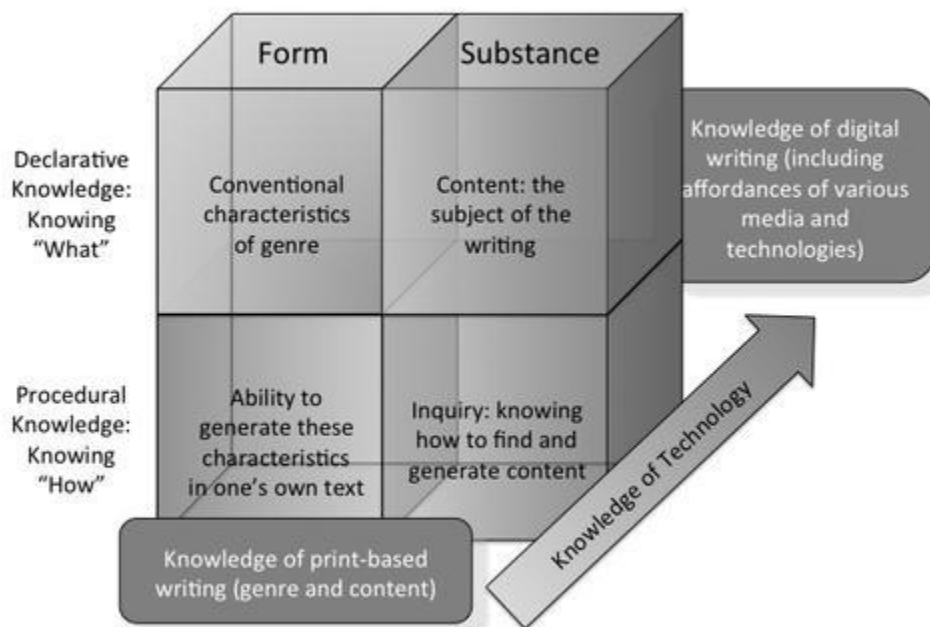 Form
Substance
Declarative
Knowledge:
Knowing
“What”
Conventional
characteristics
of genre
Content: the
subject of the
writing
Knowledge of digital
writing (including
affordances of various
media and
technologies)
Procedural
Knowledge:
Knowing
“How”
Ability to
generate these
characteristics
in one’s own text
Inquiry: knowing
how to find and
generate content
Knowledge of Technology
Knowledge of print-based
writing (genre and content)